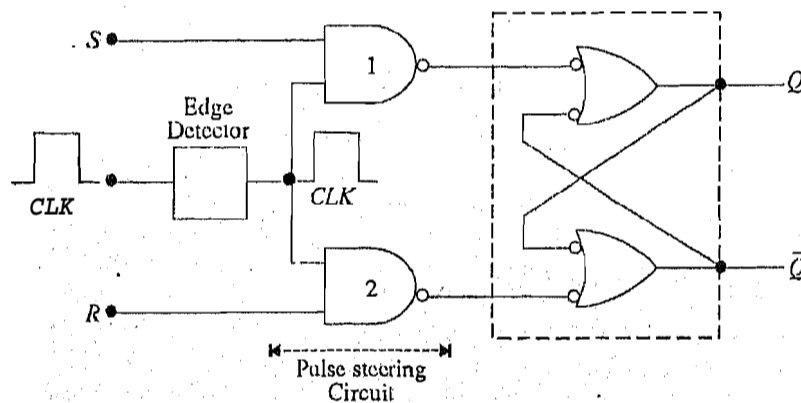 S
1
Q
Edge
Detector
CLK
CLK
2
Q̄
R
Pulse steering
Circuit